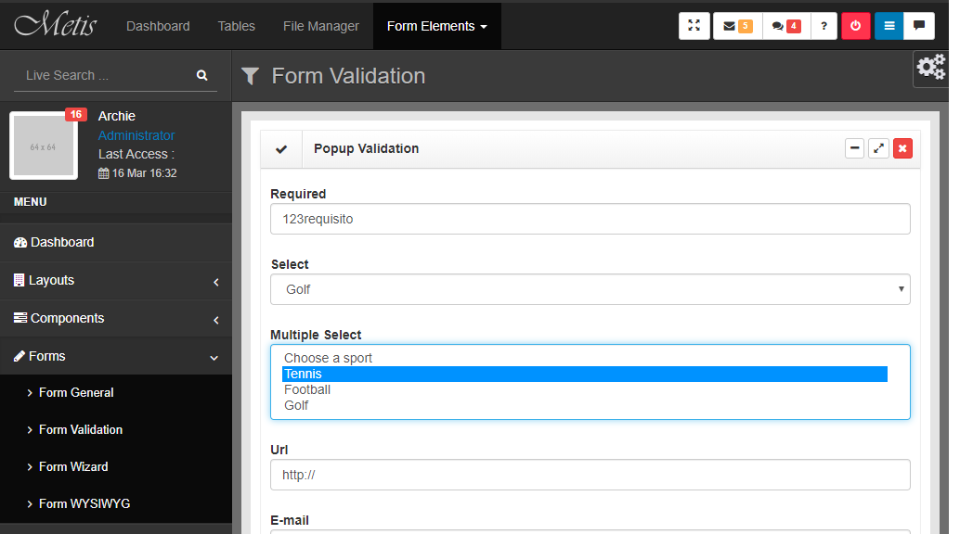 Metis Dashboard Tables File Manager Form Elements 5 4 ?
Live Search ...
Form Validation
16
64 x 64
Archie
Administrator
Last Access :
16 Mar 16:32
MENU
Dashboard
Layouts
Components
Forms
Form General
Form Validation
Form Wizard
Form WYSIWYG
Popup Validation
Required
123requisito
Select
Golf
Multiple Select
Choose a sport
Tennis
Football
Golf
Url
http://
E-mail